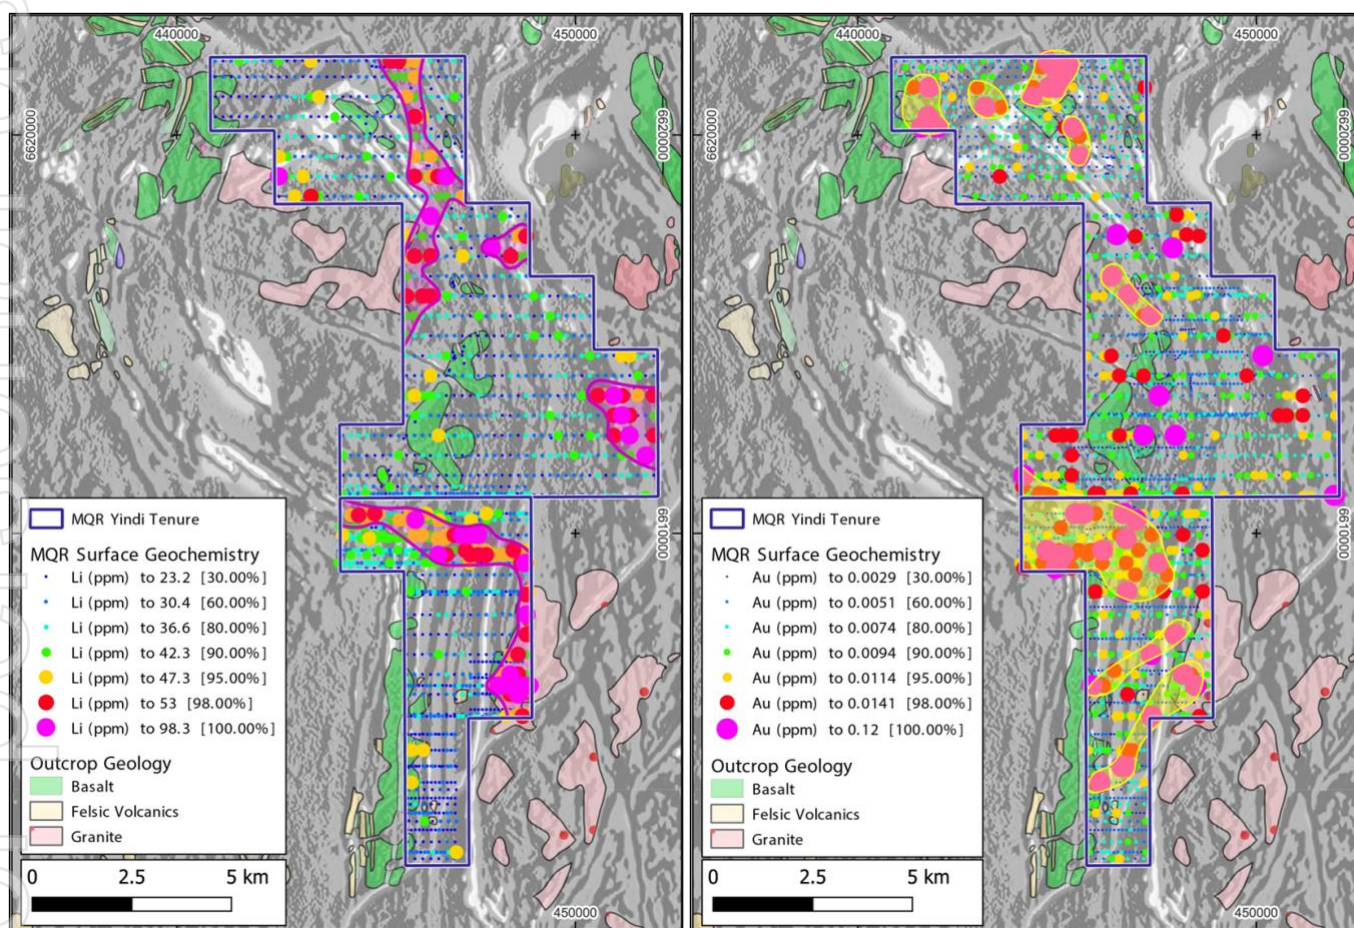 440000
450000
6620000
6620000
MQR Yindi Tenure
MQR Surface Geochemistry
Li (ppm) to 23.2 [30.00%]
Li (ppm) to 30.4 [60.00%]
Li (ppm) to 36.6 [80.00%]
Li (ppm) to 42.3 [90.00%]
Li (ppm) to 47.3 [95.00%]
Li (ppm) to 53 [98.00%]
Li (ppm) to 98.3 [100.00%]
Outcrop Geology
Basalt
Felsic Volcanics
Granite
0 2.5 5 km
6610000
450000
440000
450000
6620000
6620000
MQR Yindi Tenure
MQR Surface Geochemistry
Au (ppm) to 0.0029 [30.00%]
Au (ppm) to 0.0051 [60.00%]
Au (ppm) to 0.0074 [80.00%]
Au (ppm) to 0.0094 [90.00%]
Au (ppm) to 0.0114 [95.00%]
Au (ppm) to 0.0141 [98.00%]
Au (ppm) to 0.12 [100.00%]
Outcrop Geology
Basalt
Felsic Volcanics
Granite
0 2.5 5 km
6610000
450000